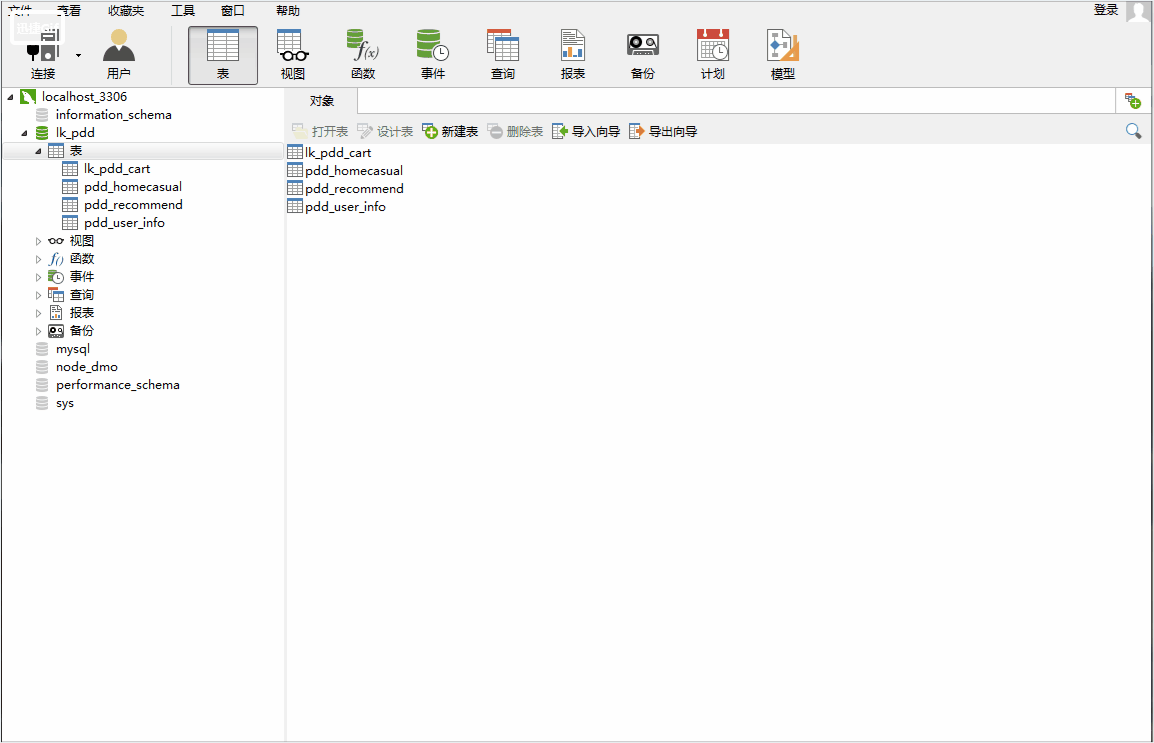 文件 查看 收藏夹 工具 窗口 帮助 登录
连接 用户 表 视图 函数 事件 查询 报表 备份 计划 模型
localhost_3306
information_schema
lk_pdd
表
lk_pdd_cart
pdd_homecasual
pdd_recommend
pdd_user_info
视图
函数
事件
查询
报表
备份
mysql
node_dmo
performance_schema
sys
对象
打开表 设计表 新建表 删除表 导入向导 导出向导
lk_pdd_cart
pdd_homecasual
pdd_recommend
pdd_user_info